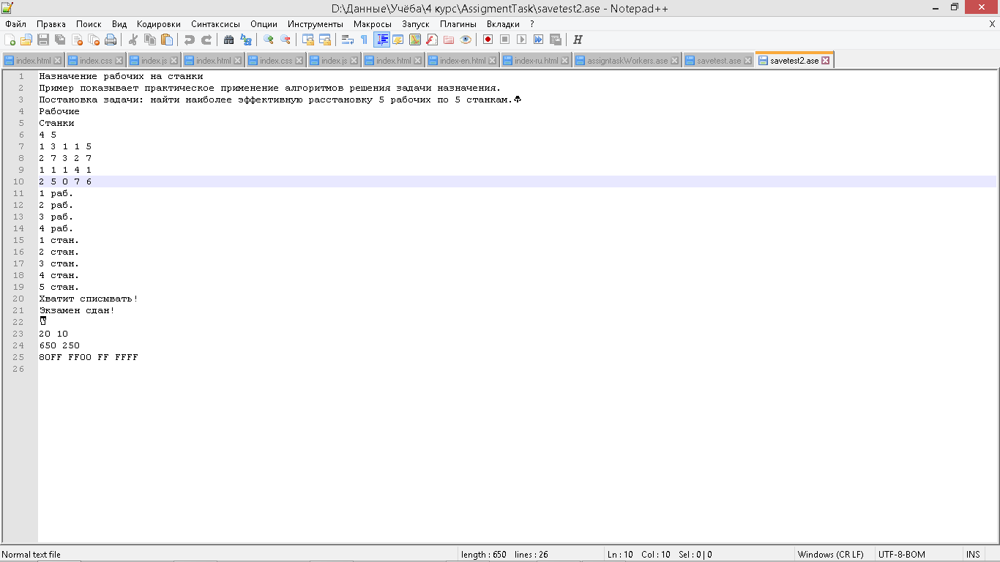 D:\Данные\Учёба\4 курс\AssigmentTask\savetest2.ase - Notepad++
Файл Правка Поиск Вид Кодировки Синтаксисы Опции Инструменты Макросы Запуск Плагины Вкладки ? X
index.html index.css index.js index.html index.css index.js index.html index-en.html index-ru.html assigntaskWorkers.ase savetest.ase savetest2.ase
1 Назначение рабочих на станки
2 Пример показывает практическое применение алгоритмов решения задачи назначения.
3 Постановка задачи: найти наиболее эффективную расстановку 5 рабочих по 5 станкам.
4 Рабочие
5 Станки
6 4 5
7 1 3 1 1 5
8 2 7 3 2 7
9 1 1 1 4 1
10 2 5 0 7 6
11 1 раб.
12 2 раб.
13 3 раб.
14 4 раб.
15 1 стан.
16 2 стан.
17 3 стан.
18 4 стан.
19 5 стан.
20 Хватит списывать!
21 Экзамен сдан!
22
23 20 10
24 650 250
25 80FF FF00 FF FFFF
26
Normal text file length : 650 lines : 26 Ln : 10 Col : 10 Sel : 0 | 0 Windows (CR LF) UTF-8-BOM INS